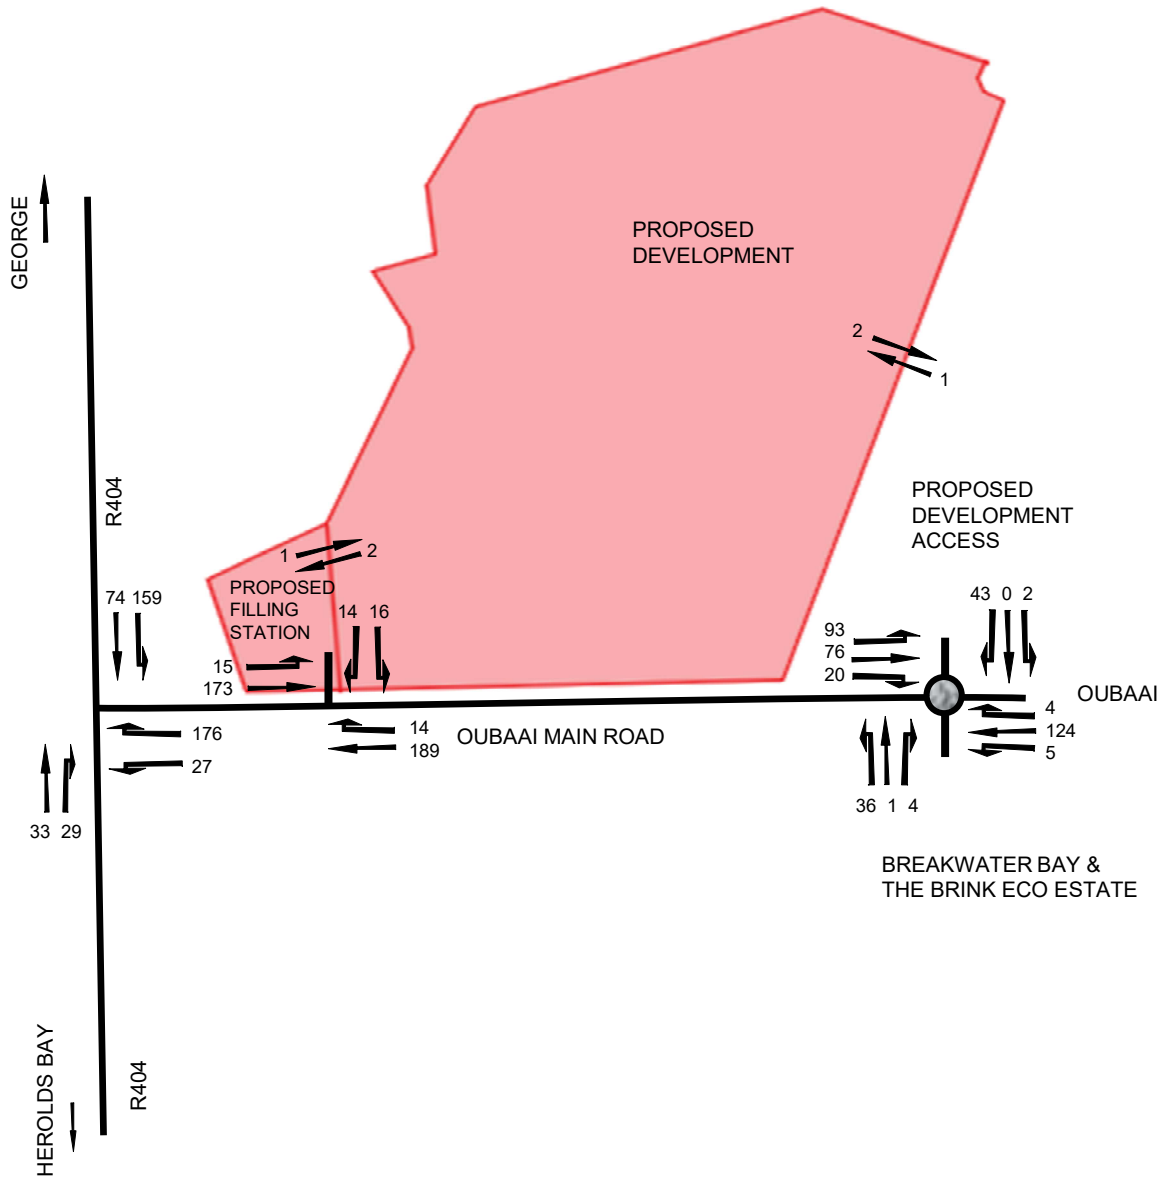 PROPOSED
DEVELOPMENT
GEORGE
2
1
R404
PROPOSED
DEVELOPMENT
ACCESS
1
2
PROPOSED
FILLING
STATION
74 159
14 16
43 0 2
15
173
93
76
20
OUBAAI
176
27
14
189
OUBAAI MAIN ROAD
4
124
5
33 29
36 1 4
BREAKWATER BAY &
THE BRINK ECO ESTATE
HEROLDS BAY
R404